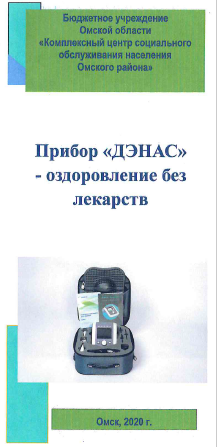 Бюджетное учреждение
Омской области
«Комплексный центр социального
обслуживания населения
Омского района»
Прибор «ДЭНАС»
- оздоровление без
лекарств
Омск, 2020 г.